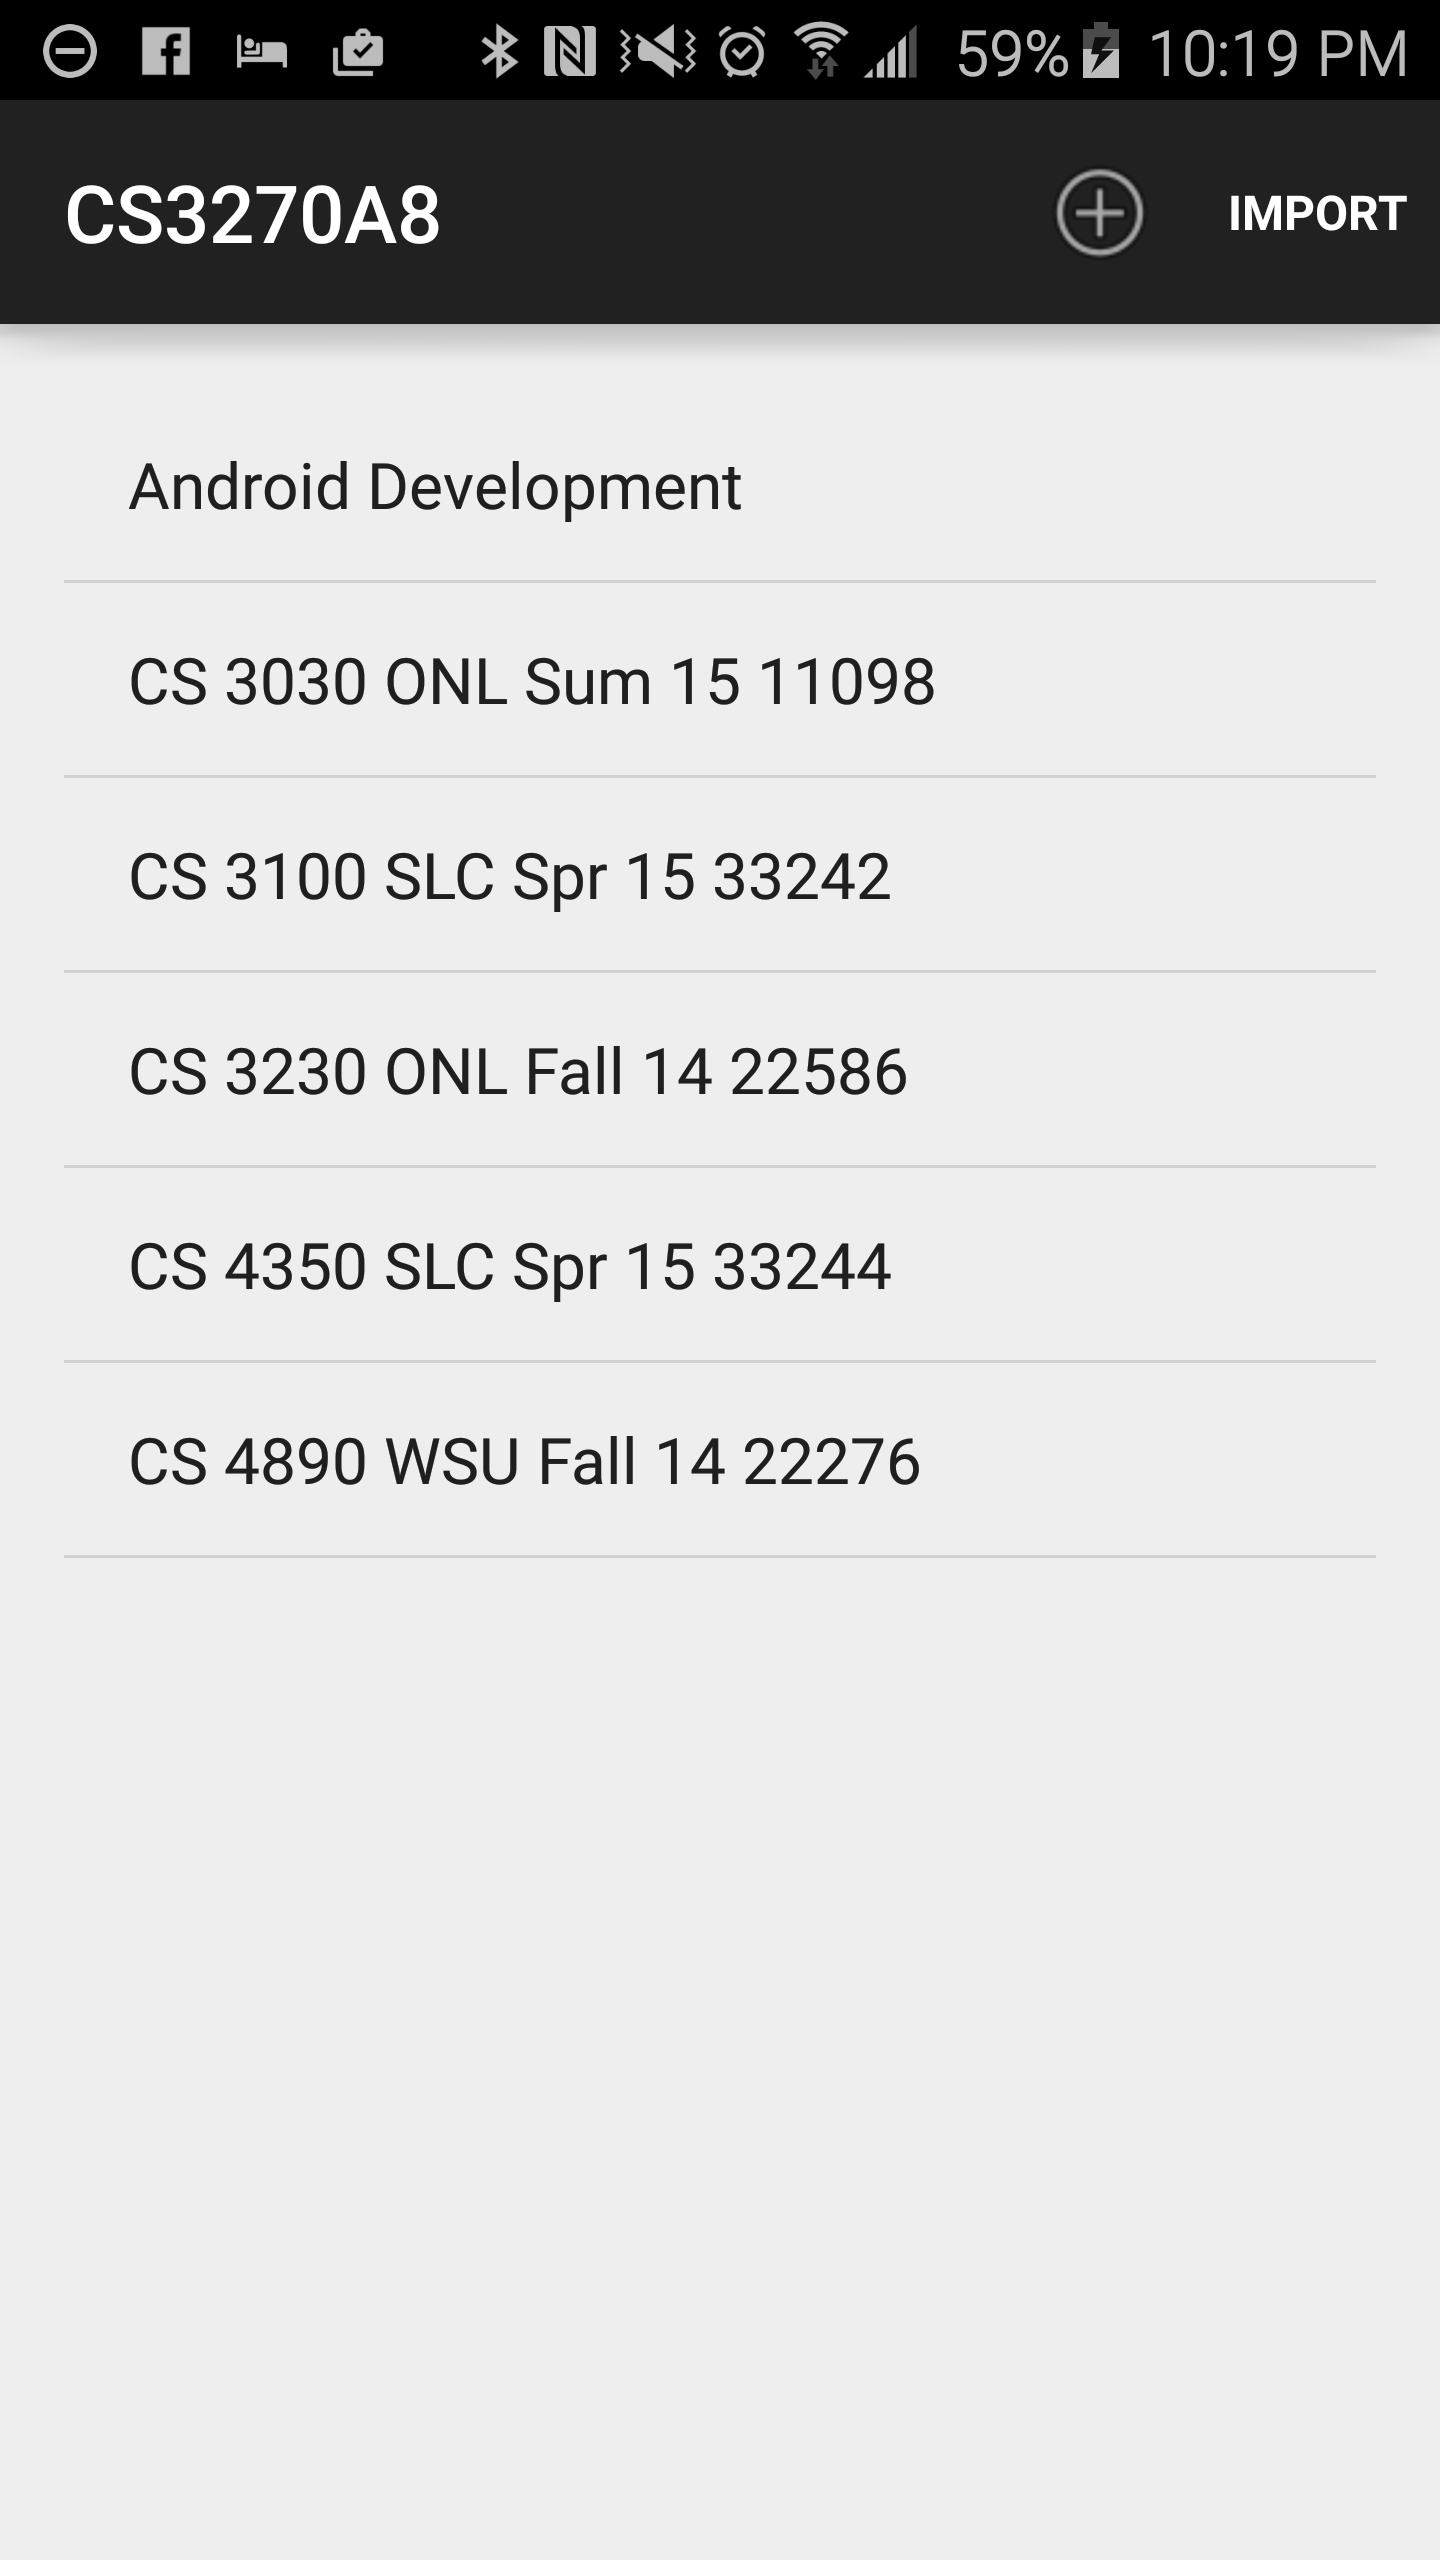 59% 10:19 PM
CS3270A8 IMPORT
Android Development
CS 3030 ONL Sum 15 11098
CS 3100 SLC Spr 15 33242
CS 3230 ONL Fall 14 22586
CS 4350 SLC Spr 15 33244
CS 4890 WSU Fall 14 22276